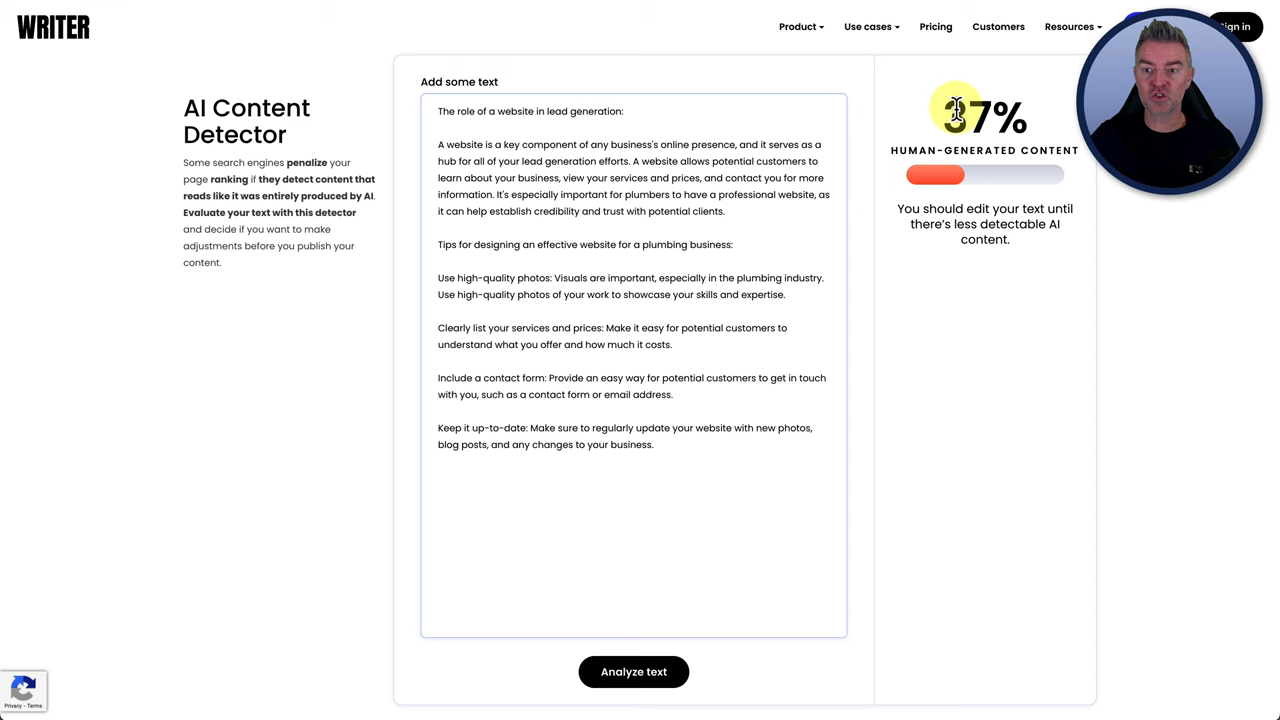 WRITER
Product
Use cases
Pricing
Customers
Resources
ign in
AI Content
Detector
Some search engines penalize your
page ranking if they detect content that
reads like it was entirely produced by AI.
Evaluate your text with this detector
and decide if you want to make
adjustments before you publish your
content.
Add some text
The role of a website in lead generation:
A website is a key component of any business's online presence, and it serves as a
hub for all of your lead generation efforts. A website allows potential customers to
learn about your business, view your services and prices, and contact you for more
information. It's especially important for plumbers to have a professional website, as
it can help establish credibility and trust with potential clients.
Tips for designing an effective website for a plumbing business:
Use high-quality photos: Visuals are important, especially in the plumbing industry.
Use high-quality photos of your work to showcase your skills and expertise.
Clearly list your services and prices: Make it easy for potential customers to
understand what you offer and how much it costs.
Include a contact form: Provide an easy way for potential customers to get in touch
with you, such as a contact form or email address.
Keep it up-to-date: Make sure to regularly update your website with new photos,
blog posts, and any changes to your business.
Analyze text
37%
HUMAN-GENERATED CONTENT
You should edit your text until
there's less detectable AI
content.
Privacy - Terms